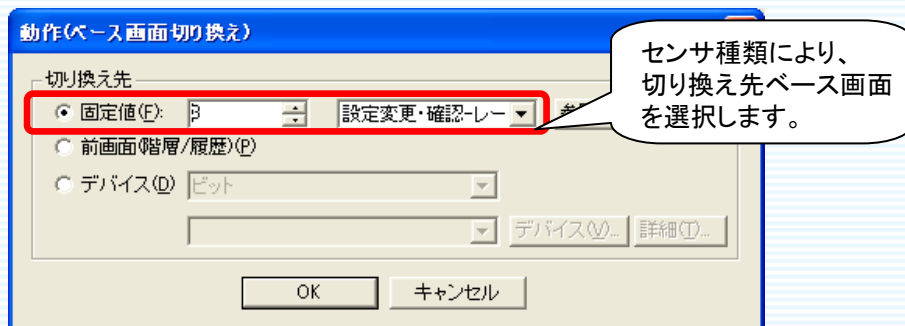 動作(ベース画面切り換え)
センサ種類により、
切り換え先ベース画面
を選択します。
切り換え先
固定値(F): 設定変更・確認-レー
前画面(階層/履歴)(P)
デバイス(D) ビット
デバイス(V)... 詳細(T)...
OK キャンセル